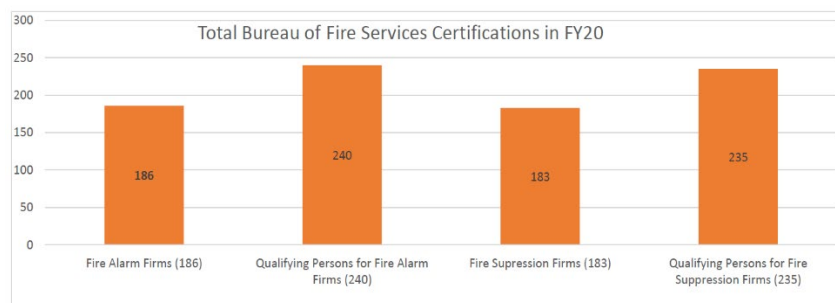 Total Bureau of Fire Services Certifications in FY20
300
250
200
150
100
50
0
186
240
183
235
Fire Alarm Firms (186)
Qualifying Persons for Fire Alarm
Firms (240)
Fire Supression Firms (183)
Qualifying Persons for Fire
Suppression Firms (235)